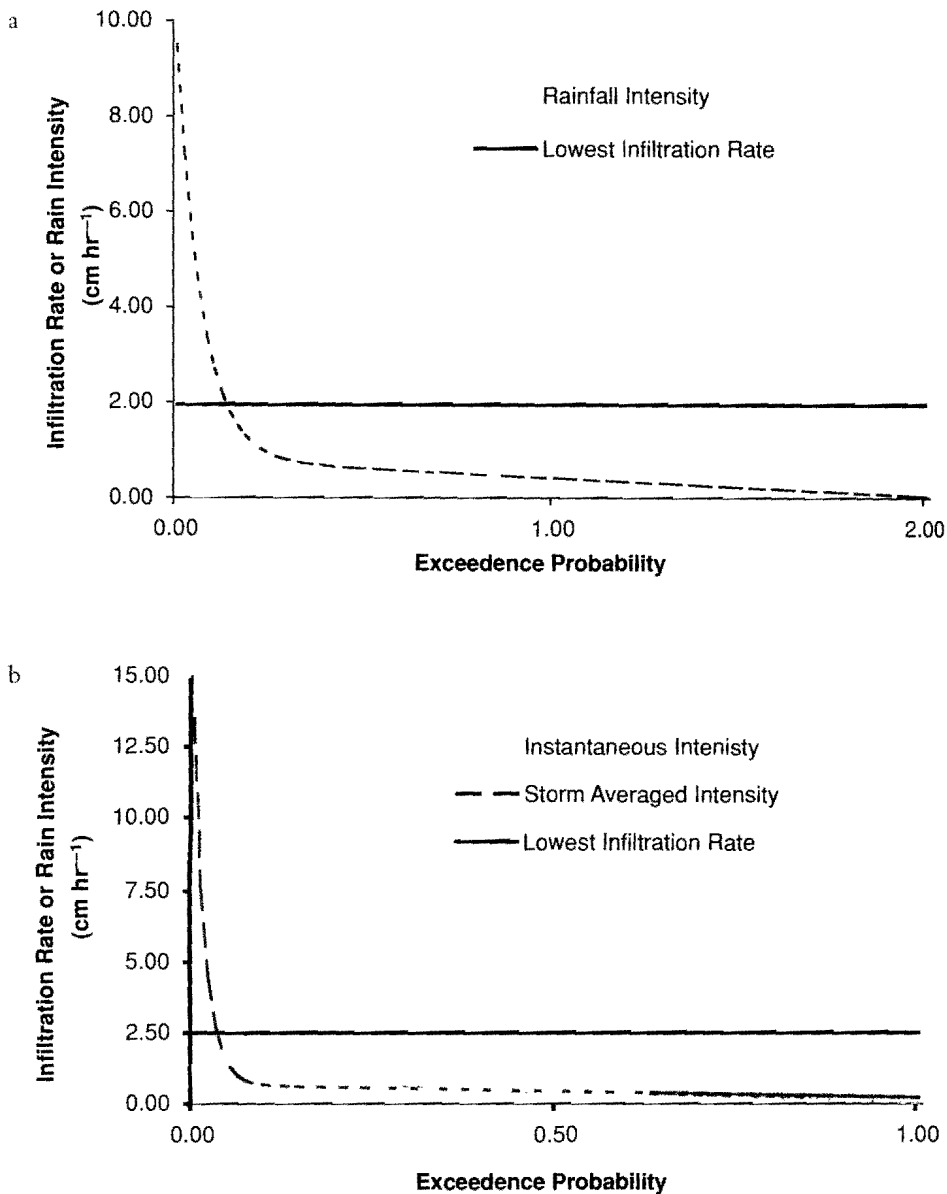 a
10.00
8.00
6.00
4.00
2.00
0.00
Infiltration Rate or Rain Intensity
(cm hr⁻¹)
Rainfall Intensity
Lowest Infiltration Rate
0.00 1.00 2.00
Exceedence Probability
b
15.00
12.50
10.00
7.50
5.00
2.50
0.00
Infiltration Rate or Rain Intensity
(cm hr⁻¹)
Instantaneous Intenisty
Storm Averaged Intensity
Lowest Infiltration Rate
0.00 0.50 1.00
Exceedence Probability